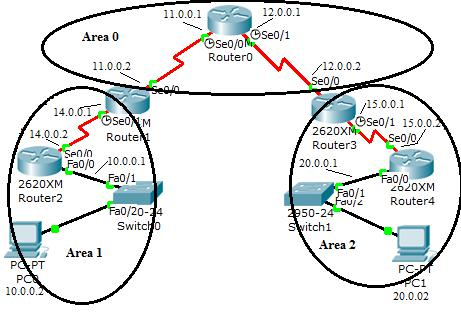 11.0.0.1
12.0.0.1
Area 0
Se0/0
Se0/1
Router0
11.0.0.2
12.0.0.2
Se0/0
Se0/0
14.0.0.1
Se0/1
Router1
2620XM
Router3
15.0.0.1
Se0/1
15.0.0.2
Se0/0
14.0.0.2
Se0/0
Fa0/0
2620XM
Router2
10.0.0.1
Fa0/1
Fa0/20-24
Switch0
20.0.0.1
Fa0/0
2620XM
Router4
Fa0/1
Fa0/2
2950-24
Switch1
Area 1
Area 2
PC-PT
PC0
10.0.0.2
PC-PT
PC1
20.0.02